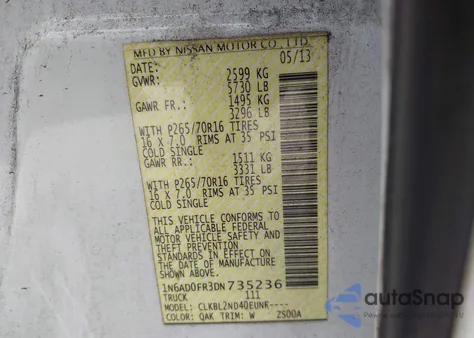 MFD BY NISSAN MOTOR CO., LTD.
DATE: 05/13
GVWR: 2599 KG
5730 LB
GAWR FR.: 1495 KG
3296 LB
WITH P265/70R16 TIRES
16 X 7.0 RIMS AT 35 PSI
COLD SINGLE
GAWR RR.: 1511 KG
3331 LB
WITH P265/70R16 TIRES
16 X 7.0 RIMS AT 35 PSI
COLD SINGLE
THIS VEHICLE CONFORMS TO
ALL APPLICABLE FEDERAL
MOTOR VEHICLE SAFETY AND
THEFT PREVENTION
STANDARDS IN EFFECT ON
THE DATE OF MANUFACTURE
SHOWN ABOVE.
1N6AD0FR3DN735236
TRUCK 111
MODEL: CLKBL2ND40EUNK----
COLOR: QAK TRIM: W ZS00A
autoSnap